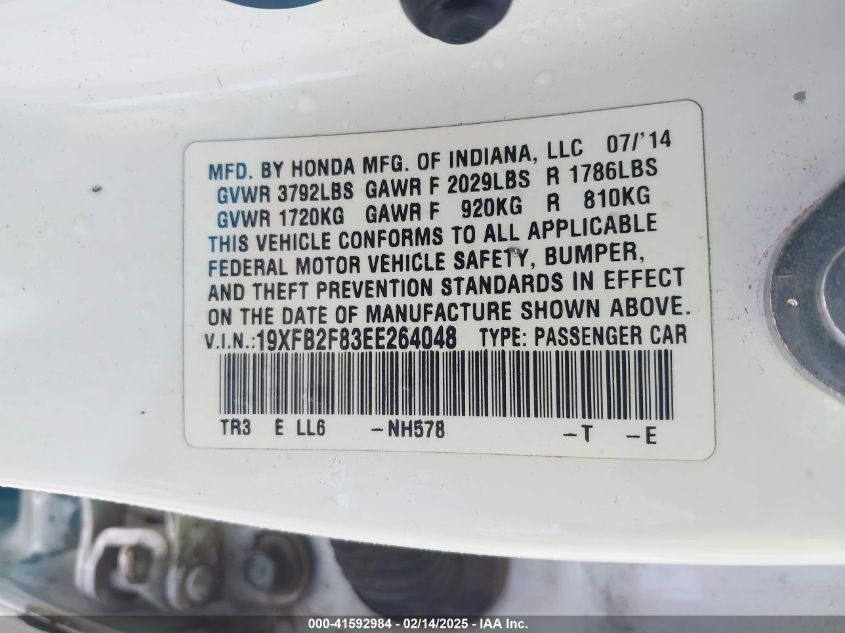 MFD. BY HONDA MFG. OF INDIANA, LLC 07/'14
GVWR 3792LBS GAWR F 2029LBS R 1786LBS
GVWR 1720KG GAWR F 920KG R 810KG
THIS VEHICLE CONFORMS TO ALL APPLICABLE
FEDERAL MOTOR VEHICLE SAFETY, BUMPER,
AND THEFT PREVENTION STANDARDS IN EFFECT
ON THE DATE OF MANUFACTURE SHOWN ABOVE.
V.I.N.:19XFB2F83EE264048 TYPE: PASSENGER CAR
TR3 E LL6 -NH578 -T -E
000-41592984 - 02/14/2025 - IAA Inc.